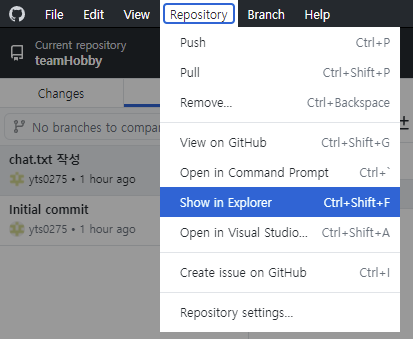 File Edit View Repository Branch Help
Current repository
teamHobby
Changes
No branches to compa
chat.txt 작성
yts0275 • 1 hour ago
Initial commit
yts0275 • 1 hour ago
Push Ctrl+P
Pull Ctrl+Shift+P
Remove... Ctrl+Backspace
View on GitHub Ctrl+Shift+G
Open in Command Prompt Ctrl+`
Show in Explorer Ctrl+Shift+F
Open in Visual Studio... Ctrl+Shift+A
Create issue on GitHub Ctrl+I
Repository settings...